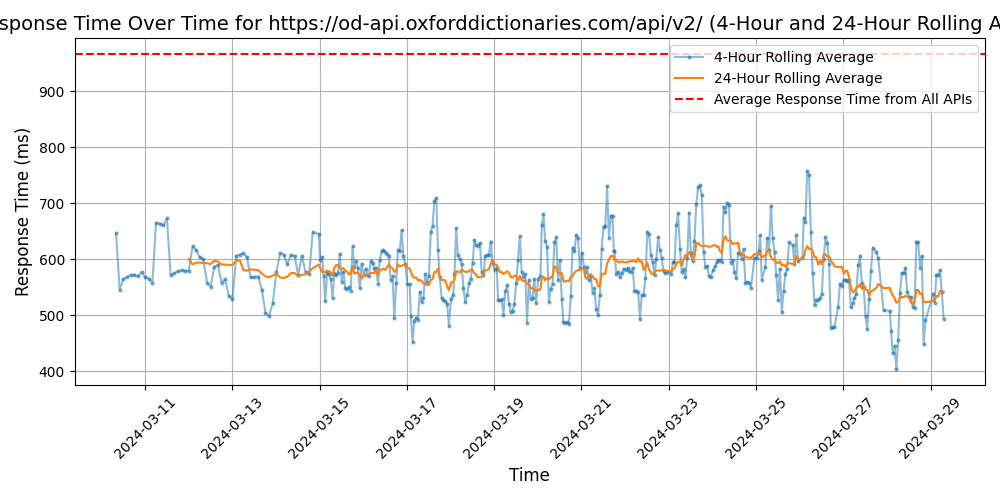 sponse Time Over Time for https://od-api.oxforddictionaries.com/api/v2/ (4-Hour and 24-Hour Rolling A
4-Hour Rolling Average
24-Hour Rolling Average
Average Response Time from All APIs
Response Time (ms)
900
800
700
600
500
400
2024-03-11
2024-03-13
2024-03-15
2024-03-17
2024-03-19
2024-03-21
2024-03-23
2024-03-25
2024-03-27
2024-03-29
Time